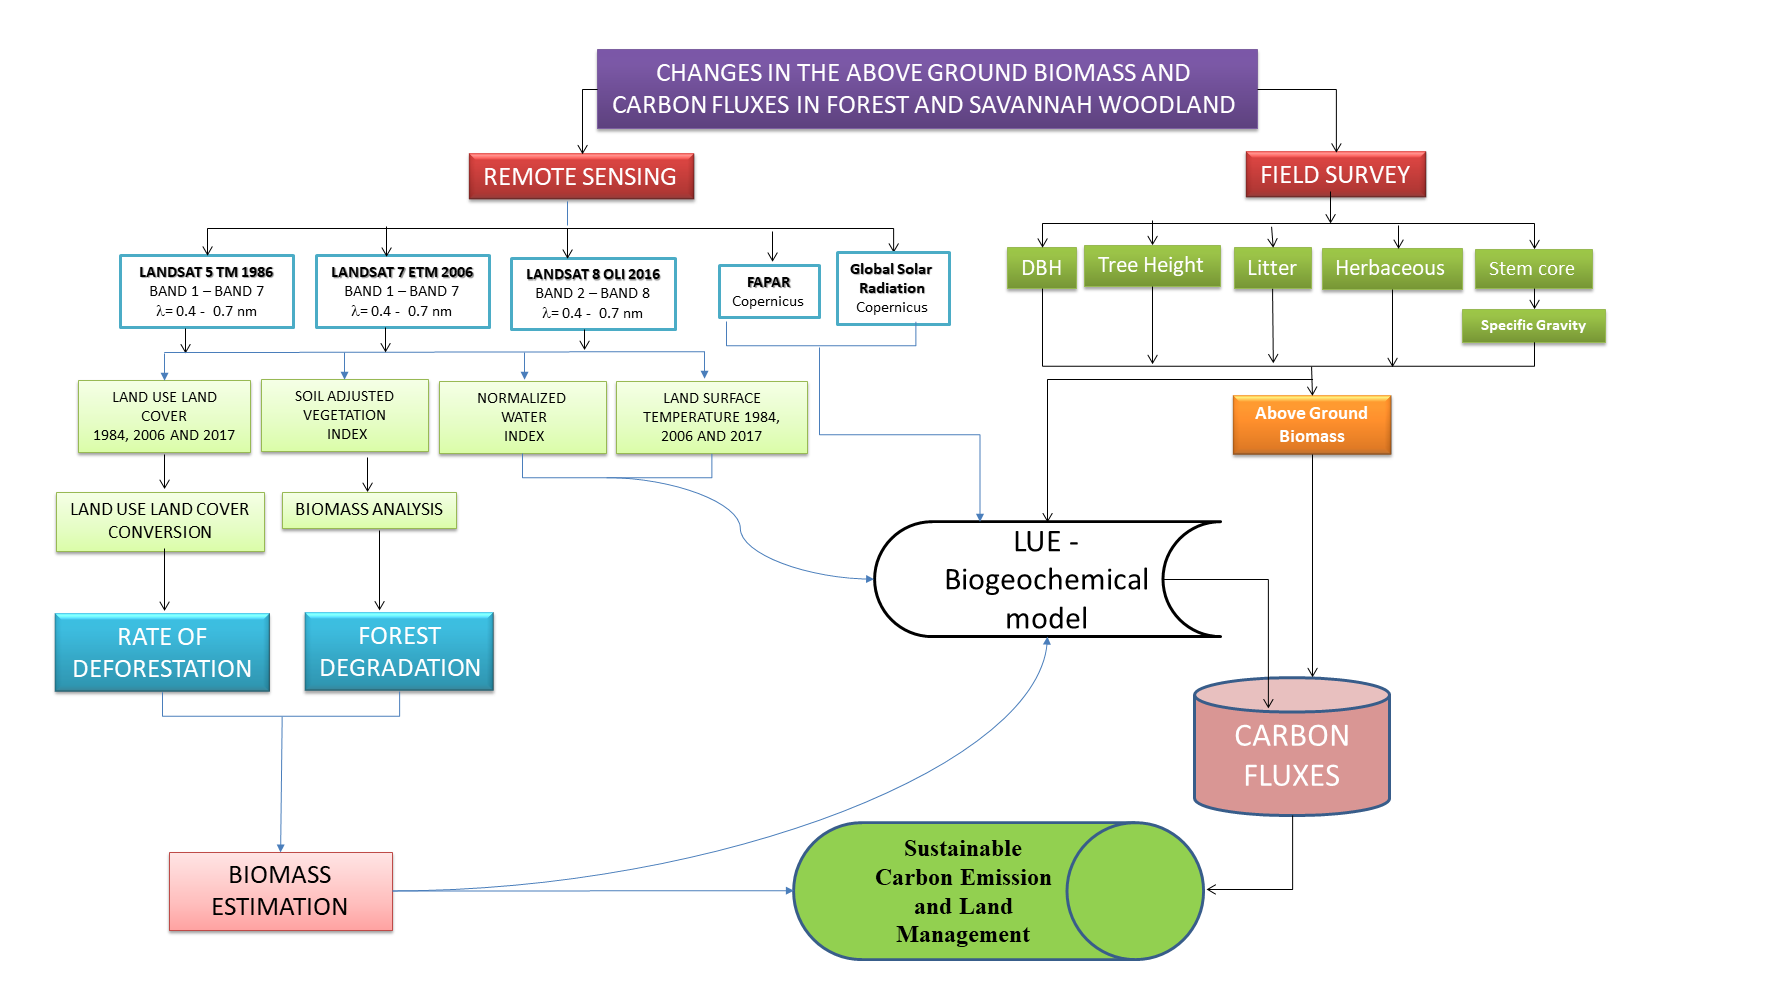 CHANGES IN THE ABOVE GROUND BIOMASS AND
CARBON FLUXES IN FOREST AND SAVANNAH WOODLAND
REMOTE SENSING
FIELD SURVEY
LANDSAT 5 TM 1986
BAND 1 – BAND 7
λ= 0.4 - 0.7 nm
LANDSAT 7 ETM 2006
BAND 1 – BAND 7
λ= 0.4 - 0.7 nm
LANDSAT 8 OLI 2016
BAND 2 – BAND 8
λ= 0.4 - 0.7 nm
FAPAR
Copernicus
Global Solar
Radiation
Copernicus
DBH
Tree Height
Litter
Herbaceous
Stem core
Specific Gravity
LAND USE LAND
COVER
1984, 2006 AND 2017
SOIL ADJUSTED
VEGETATION
INDEX
NORMALIZED
WATER
INDEX
LAND SURFACE
TEMPERATURE 1984,
2006 AND 2017
Above Ground
Biomass
LAND USE LAND COVER
CONVERSION
BIOMASS ANALYSIS
LUE -
Biogeochemical
model
RATE OF
DEFORESTATION
FOREST
DEGRADATION
CARBON
FLUXES
BIOMASS
ESTIMATION
Sustainable
Carbon Emission
and Land
Management